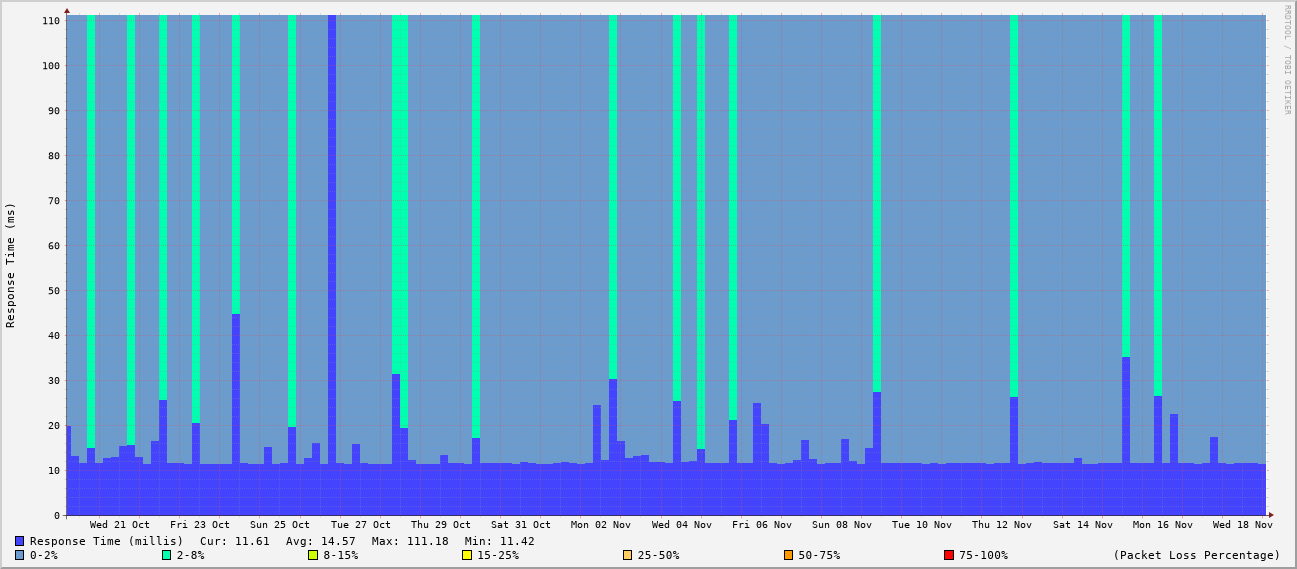 RRDTOOL / TOBI OETIKER
Response Time (ms)
110
100
90
80
70
60
50
40
30
20
10
0
Wed 21 Oct Fri 23 Oct Sun 25 Oct Tue 27 Oct Thu 29 Oct Sat 31 Oct Mon 02 Nov Wed 04 Nov Fri 06 Nov Sun 08 Nov Tue 10 Nov Thu 12 Nov Sat 14 Nov Mon 16 Nov Wed 18 Nov
Response Time (millis) Cur: 11.61 Avg: 14.57 Max: 111.18 Min: 11.42
0-2% 2-8% 8-15% 15-25% 25-50% 50-75% 75-100% (Packet Loss Percentage)